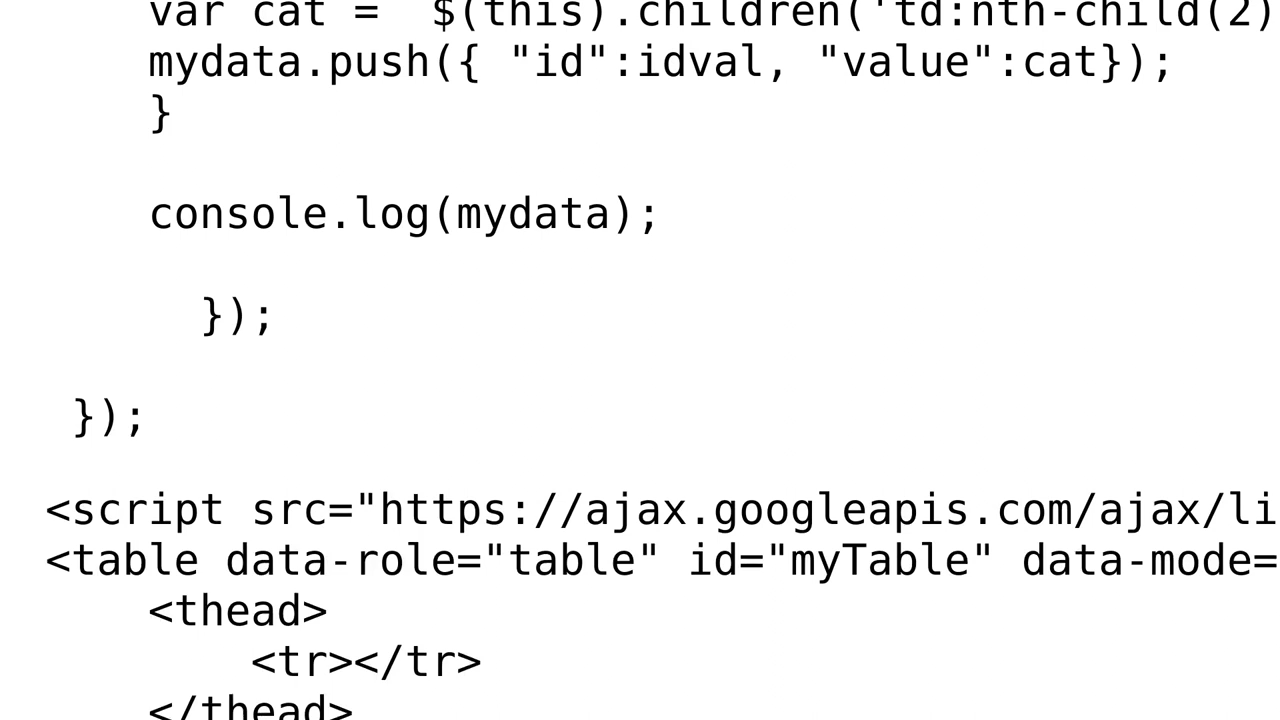 var cat =  $(this).children('td:nth-child(2)
mydata.push({ "id":idval, "value":cat});
}
console.log(mydata);
});
});
<script src="https://ajax.googleapis.com/ajax/li
<table data-role="table" id="myTable" data-mode=
<thead>
<tr></tr>
</thead>